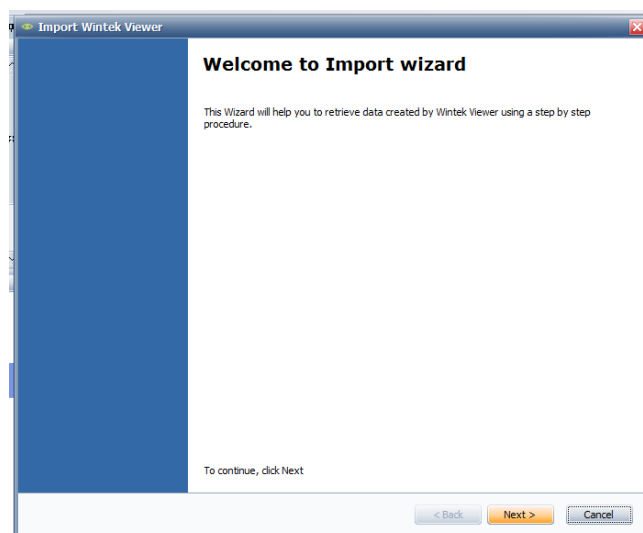 Import Wintek Viewer
Welcome to Import wizard
This Wizard will help you to retrieve data created by Wintek Viewer using a step by step
procedure.
To continue, click Next
< Back Next > Cancel